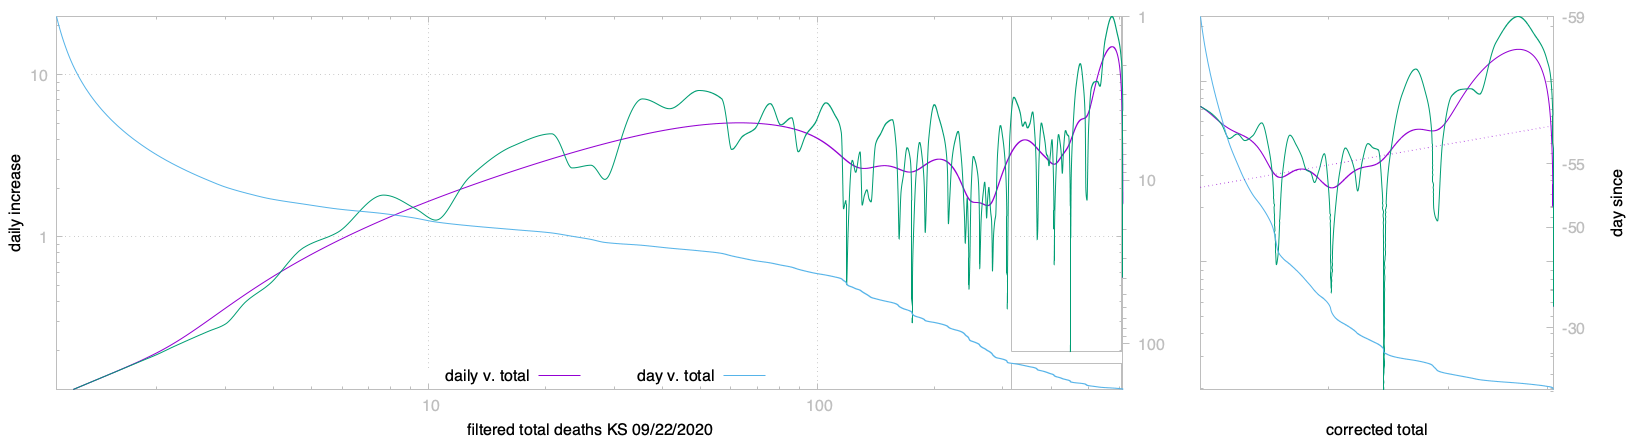 daily increase
10
1
daily v. total
day v. total
10
100
filtered total deaths KS 09/22/2020
1
10
100
-59
-55
-50
-30
day since
corrected total